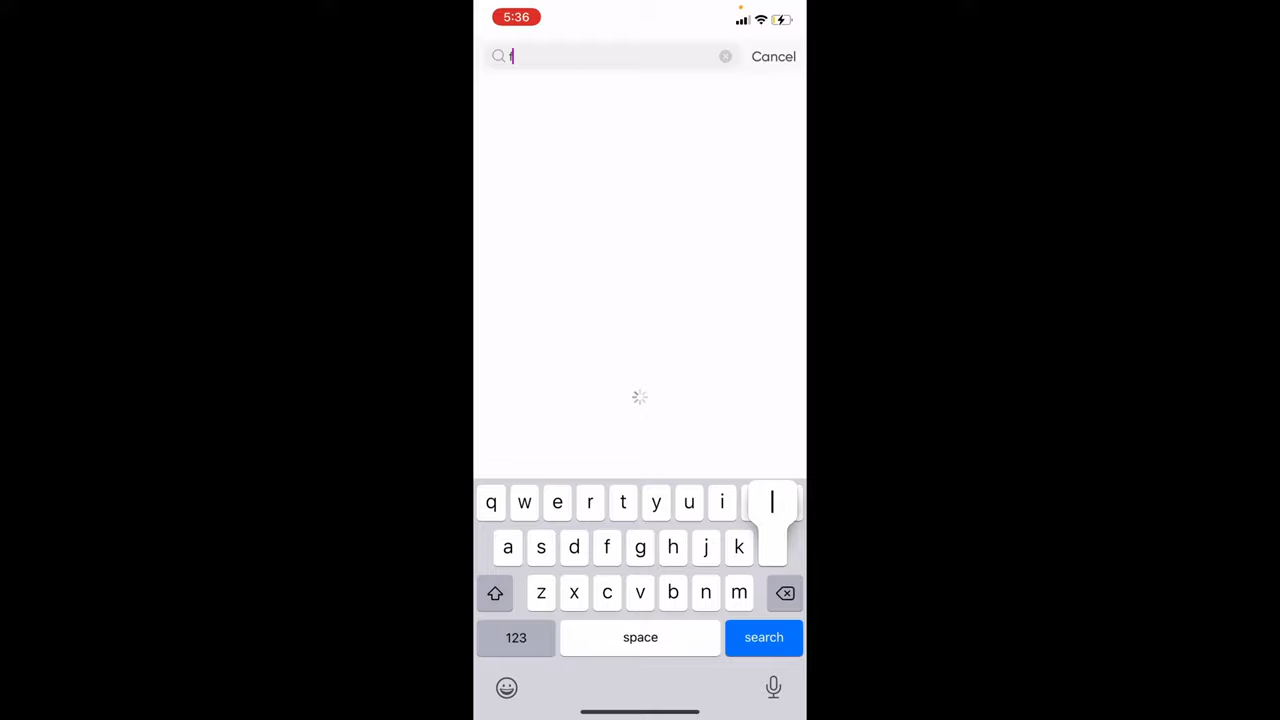 5:36
f
Cancel
q w e r t y u i l
a s d f g h j k
z x c v b n m
123 space search